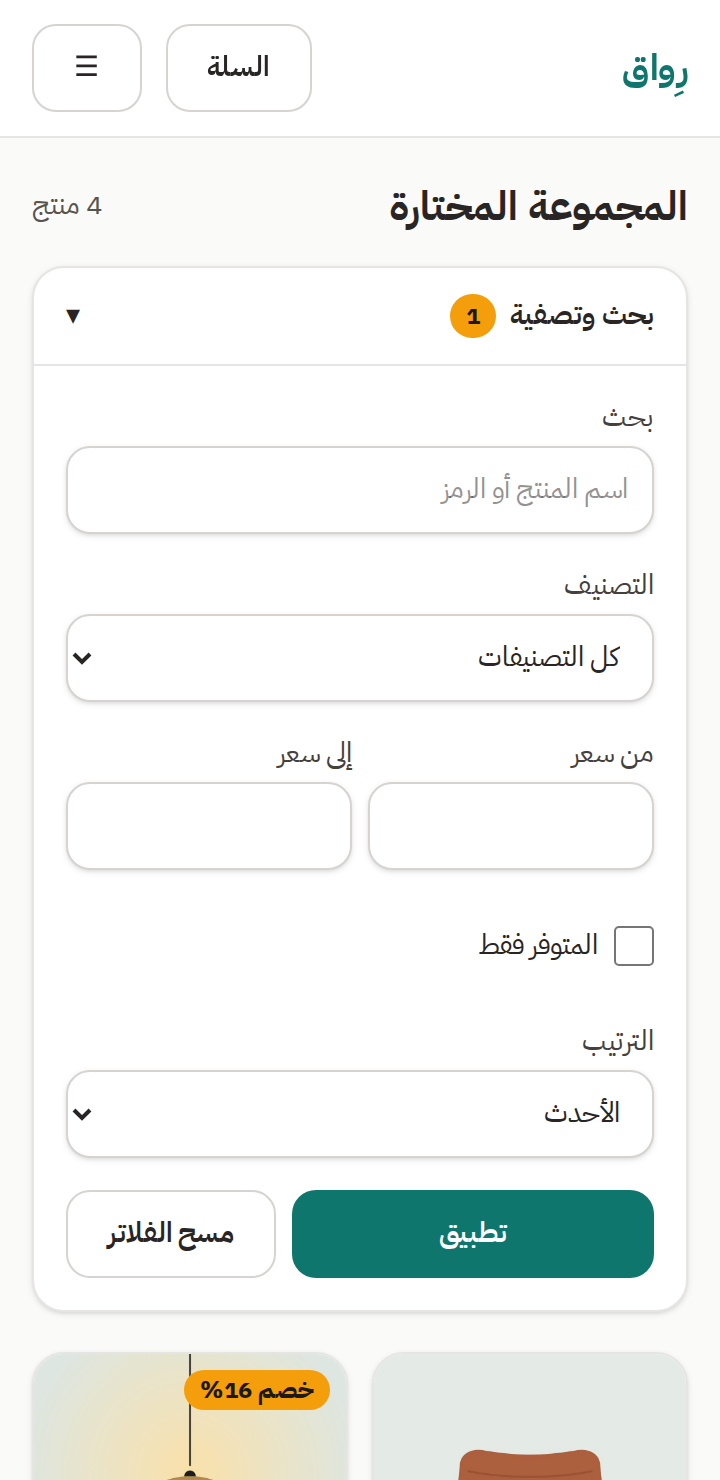 رِواق
السلة
☰
المجموعة المختارة
4 منتج
بحث وتصفية 1
▼
بحث
اسم المنتج أو الرمز
التصنيف
كل التصنيفات
من سعر
إلى سعر
المتوفر فقط
الترتيب
الأحدث
تطبيق
مسح الفلاتر
خصم 16%